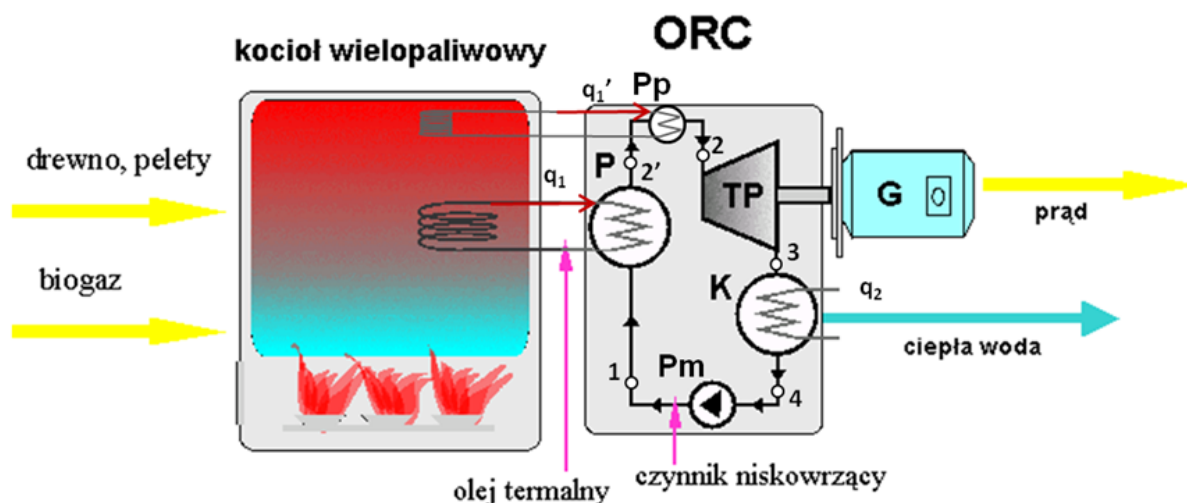 ORC
kocioł wielopaliwowy
q₁’
Pp
drewno, pelety
2
P
2’
q₁
TP
G
prąd
biogaz
3
K
q₂
ciepła woda
1
Pm
4
olej termalny
czynnik niskowrzący